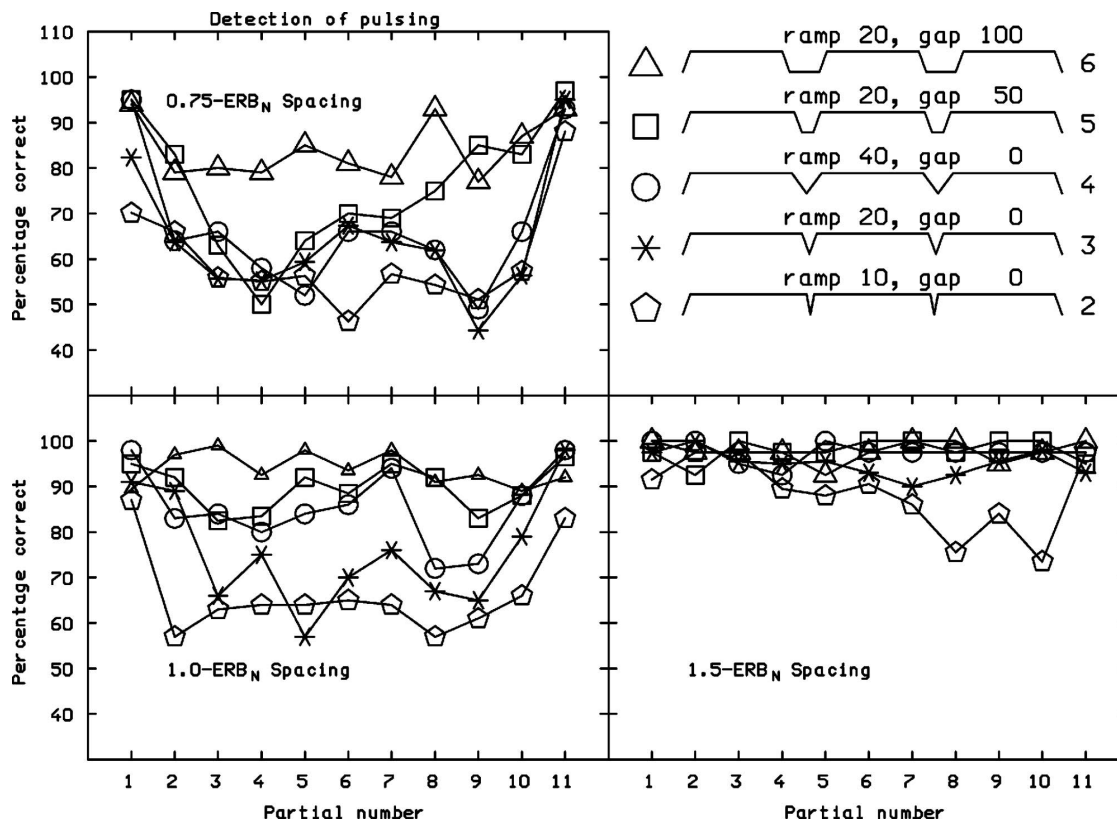 Detection of pulsing
110
100
90
80
70
60
50
40
Percentage correct
0.75-ERB_N Spacing
ramp 20, gap 100 6
ramp 20, gap 50 5
ramp 40, gap 0 4
ramp 20, gap 0 3
ramp 10, gap 0 2
100
90
80
70
60
50
40
Percentage correct
1.0-ERB_N Spacing
1.5-ERB_N Spacing
1 2 3 4 5 6 7 8 9 10 11
Partial number
1 2 3 4 5 6 7 8 9 10 11
Partial number